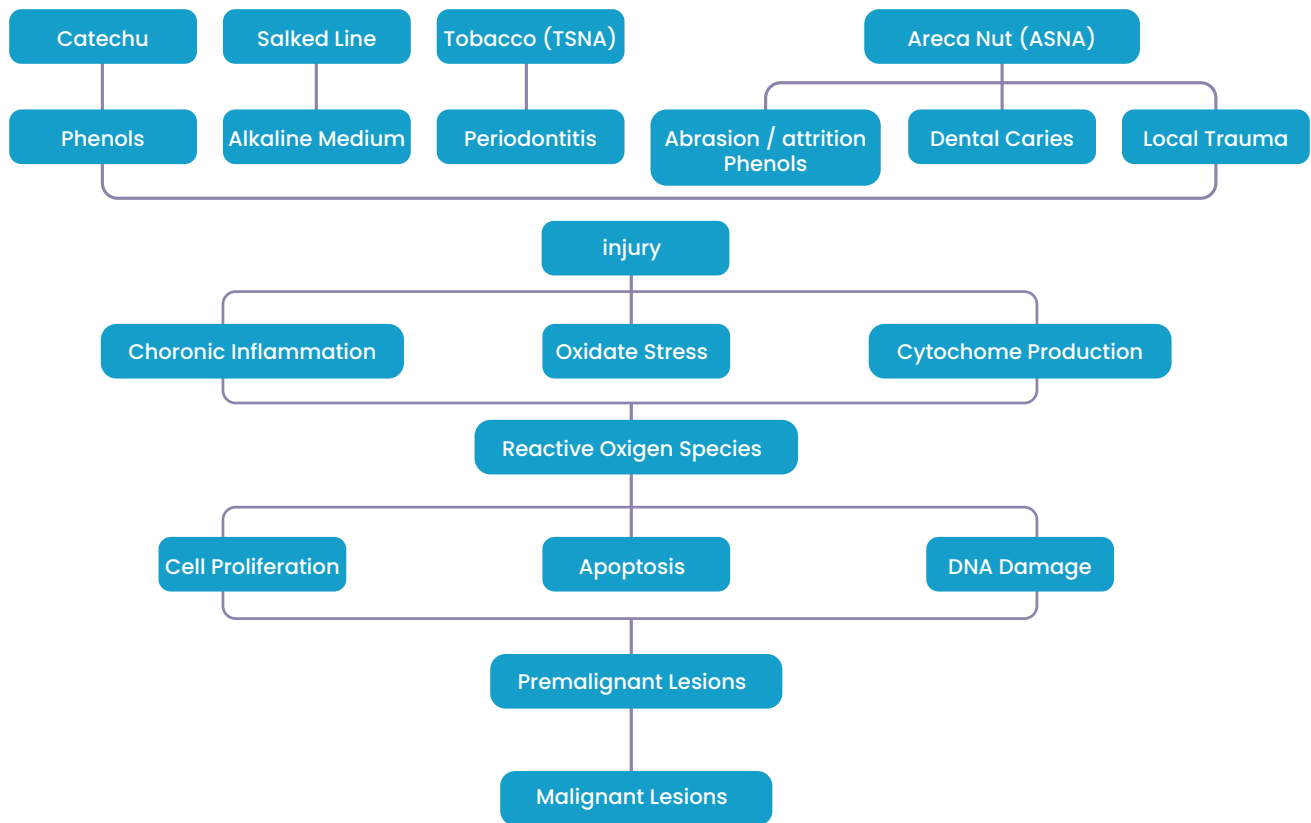 Catechu
Salked Line
Tobacco (TSNA)
Areca Nut (ASNA)
Phenols
Alkaline Medium
Periodontitis
Abrasion / attrition
Phenols
Dental Caries
Local Trauma
injury
Choronic Inflammation
Oxidate Stress
Cytochome Production
Reactive Oxigen Species
Cell Proliferation
Apoptosis
DNA Damage
Premalignant Lesions
Malignant Lesions